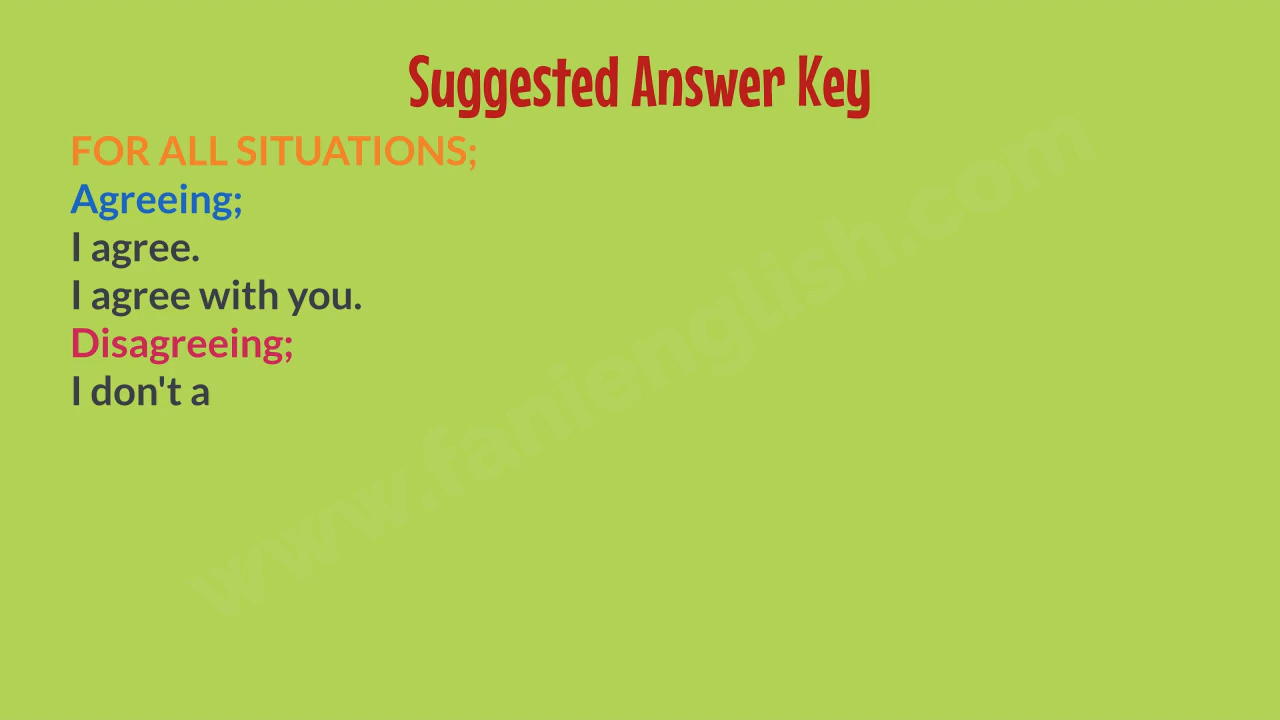 Suggested Answer Key
FOR ALL SITUATIONS;
Agreeing;
I agree.
I agree with you.
Disagreeing;
I don't a
www.fanienglish.com